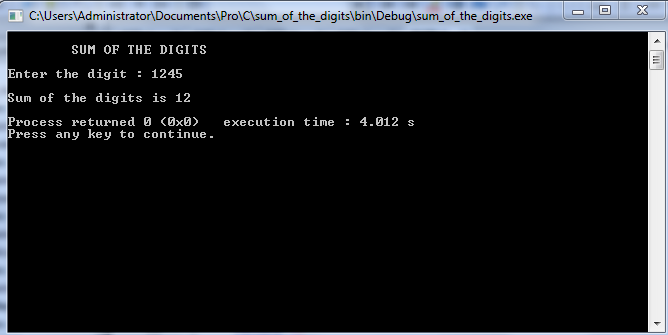 C:\Users\Administrator\Documents\Pro\C\sum_of_the_digits\bin\Debug\sum_of_the_digits.exe
SUM OF THE DIGITS
Enter the digit : 1245
Sum of the digits is 12
Process returned 0 (0x0)   execution time : 4.012 s
Press any key to continue.